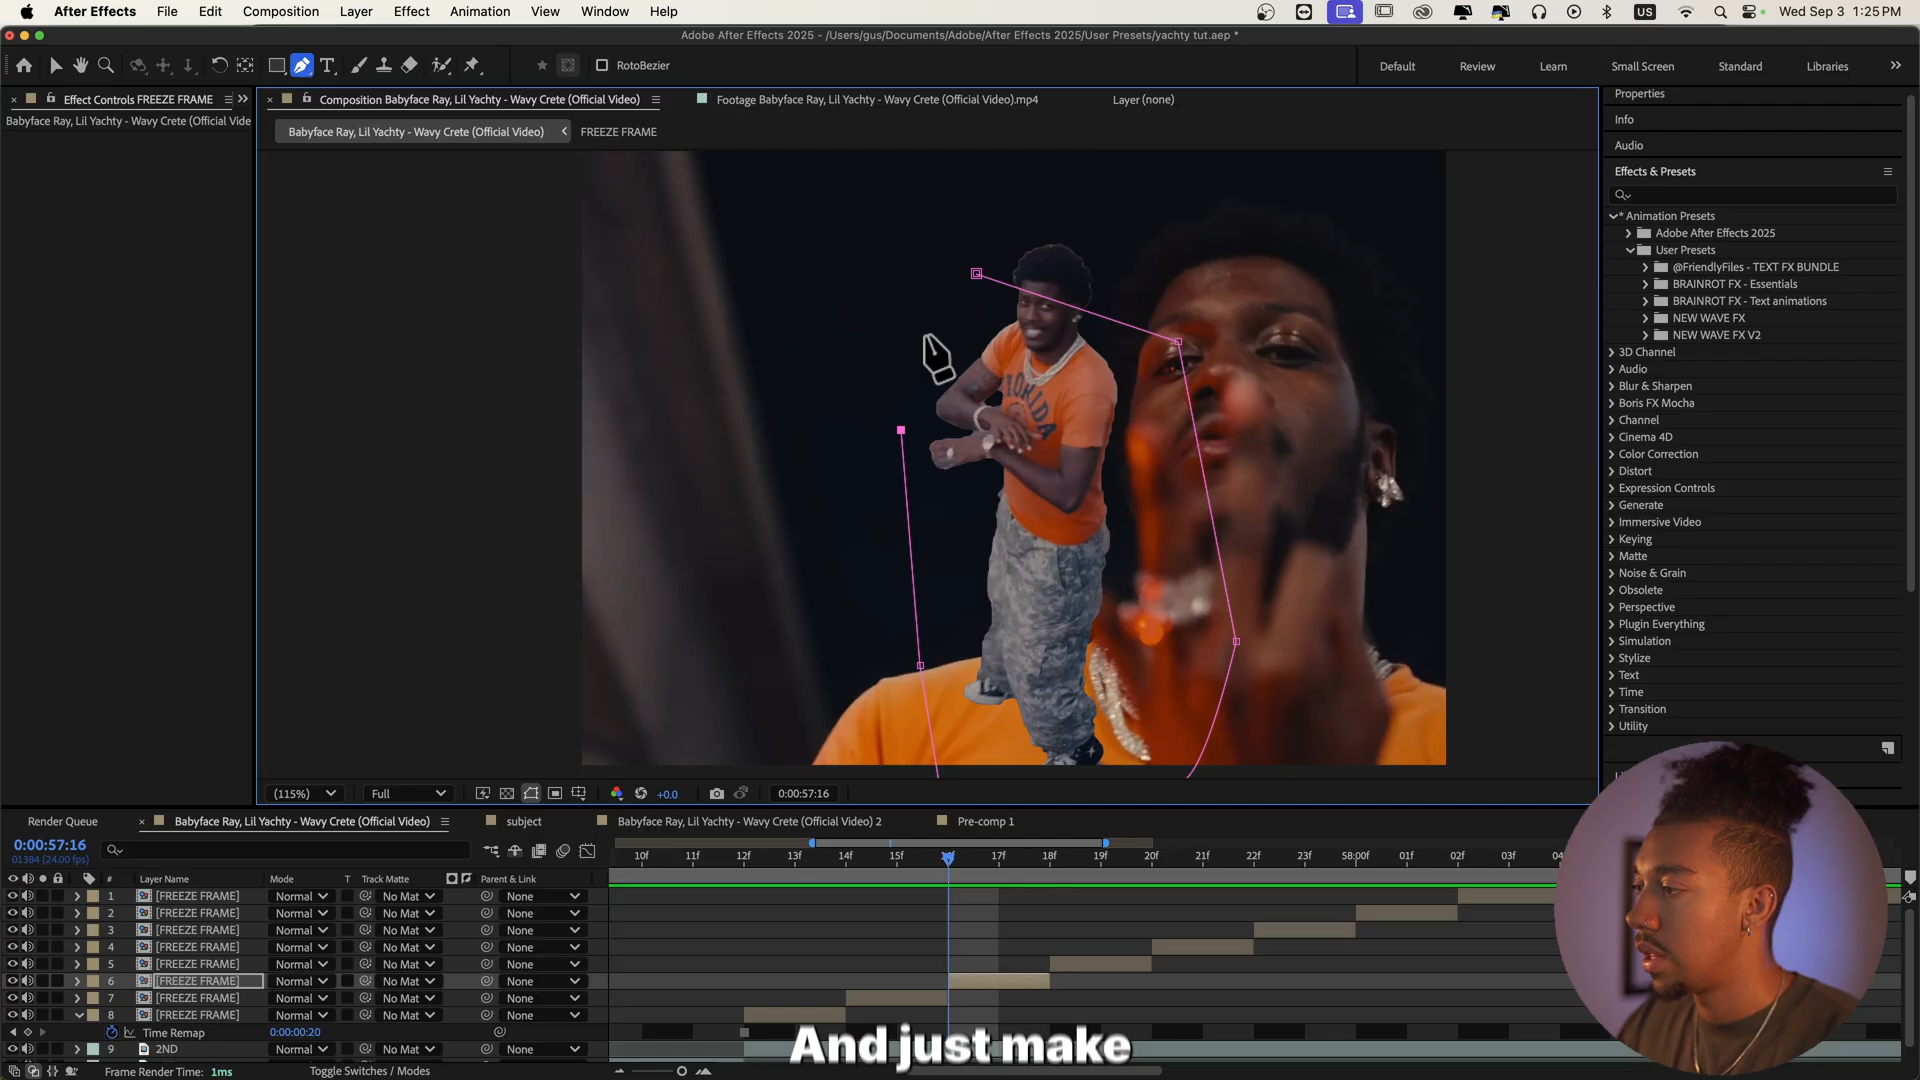 After Effects File Edit Composition Layer Effect Animation View Window Help US Wed Sep 3 1:25 PM
Adobe After Effects 2025 - /Users/gus/Documents/Adobe/After Effects 2025/User Presets/yachty tut.aep *
RotoBezier Default Review Learn Small Screen Standard Libraries
Effect Controls FREEZE FRAME
Babyface Ray, Lil Yachty - Wavy Crete (Official Vide
Composition Babyface Ray, Lil Yachty - Wavy Crete (Official Video) Footage Babyface Ray, Lil Yachty - Wavy Crete (Official Video).mp4 Layer (none)
Babyface Ray, Lil Yachty - Wavy Crete (Official Video) FREEZE FRAME
FLORIDA
Properties
Info
Audio
Effects & Presets
* Animation Presets
Adobe After Effects 2025
User Presets
@FriendlyFiles - TEXT FX BUNDLE
BRAINROT FX - Essentials
BRAINROT FX - Text animations
NEW WAVE FX
NEW WAVE FX V2
3D Channel
Audio
Blur & Sharpen
Boris FX Mocha
Channel
Cinema 4D
Color Correction
Distort
Expression Controls
Generate
Immersive Video
Keying
Matte
Noise & Grain
Obsolete
Perspective
Plugin Everything
Simulation
Stylize
Text
Time
Transition
Utility
(115%) Full +0.0 0:00:57:16
Render Queue Babyface Ray, Lil Yachty - Wavy Crete (Official Video) subject Babyface Ray, Lil Yachty - Wavy Crete (Official Video) 2 Pre-comp 1
0:00:57:16
01384 (24.00 fps)
10f 11f 12f 13f 14f 15f 17f 18f 19f 20f 21f 22f 23f 58:00f 01f 02f 03f 04
# Layer Name Mode T Track Matte Parent & Link
1 [FREEZE FRAME] Normal No Mat None
2 [FREEZE FRAME] Normal No Mat None
3 [FREEZE FRAME] Normal No Mat None
4 [FREEZE FRAME] Normal No Mat None
5 [FREEZE FRAME] Normal No Mat None
6 [FREEZE FRAME] Normal No Mat None
7 [FREEZE FRAME] Normal No Mat None
8 [FREEZE FRAME] Normal No Mat None
Time Remap 0:00:00:20
9 2ND Normal No Mat None
And just make
Frame Render Time: 1ms Toggle Switches / Modes